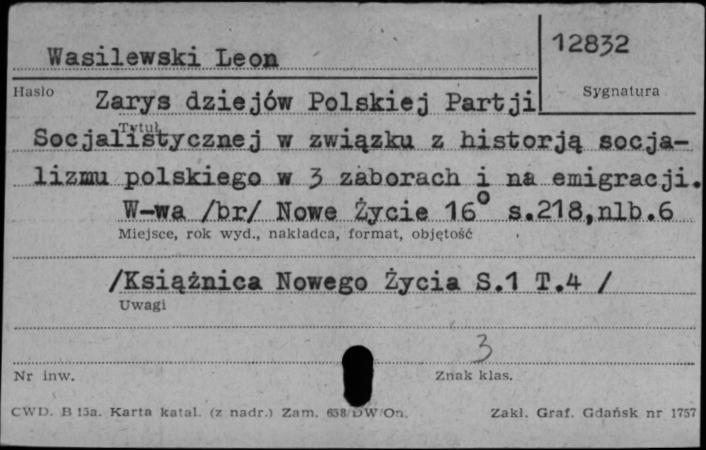 Wasilewski Leon
12832
Hasło
Sygnatura
Zarys dziejów Polskiej Partji
Tytuł
Socjalistycznej w związku z historją socja-
lizmu polskiego w 3 zaborach i na emigracji.
W-wa /br/ Nowe Życie 16° s.218,nlb.6
Miejsce, rok wyd., nakładca, format, objętość
/Książnica Nowego Życia S.1 T.4 /
Uwagi
3
Nr inw.
Znak klas.
CWD. B 15a. Karta katal. (z nadr.) Zam. 658/DW/On.
Zakł. Graf. Gdańsk nr 1757